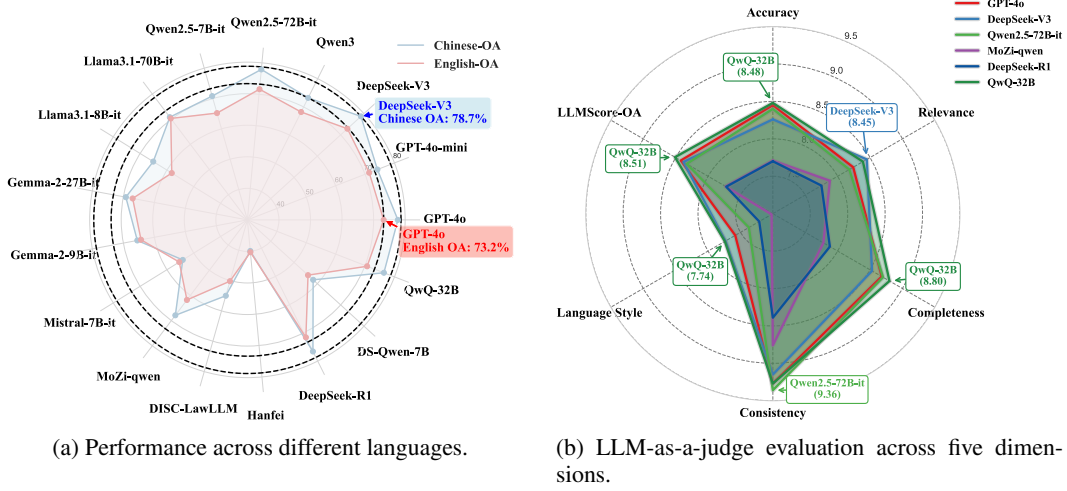 Qwen2.5-72B-it
Qwen2.5-7B-it
Qwen3
Llama3.1-70B-it
DeepSeek-V3
Llama3.1-8B-it
GPT-4o-mini
Gemma-2-27B-it
GPT-4o
Gemma-2-9B-it
QwQ-32B
Mistral-7B-it
DS-Qwen-7B
MoZi-qwen
DeepSeek-R1
DISC-LawLLM
Hanfei
Chinese-OA
English-OA
DeepSeek-V3
Chinese OA: 78.7%
GPT-4o
English OA: 73.2%
40
50
60
80
(a) Performance across different languages.
GPT-4o
DeepSeek-V3
Qwen2.5-72B-it
MoZi-qwen
DeepSeek-R1
QwQ-32B
Accuracy
9.5
9.0
8.5
8.0
QwQ-32B
(8.48)
DeepSeek-V3
(8.45)
LLMScore-OA
Relevance
QwQ-32B
(8.51)
QwQ-32B
(7.74)
QwQ-32B
(8.80)
Language Style
Completeness
Qwen2.5-72B-it
(9.36)
Consistency
(b) LLM-as-a-judge evaluation across five dimen-
sions.